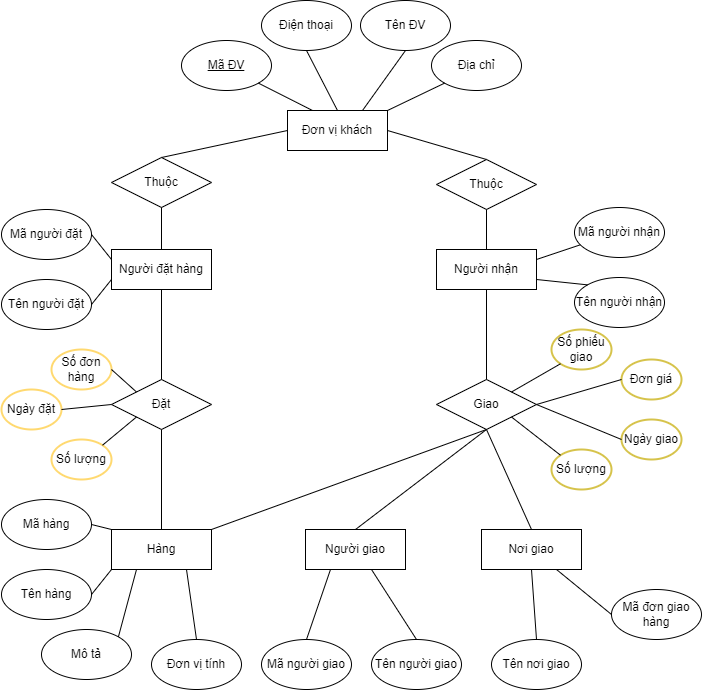 Điện thoại
Tên ĐV
Mã ĐV
Địa chỉ
Đơn vị khách
Thuộc
Thuộc
Mã người đặt
Mã người nhận
Người đặt hàng
Người nhận
Tên người đặt
Tên người nhận
Số phiếu
giao
Số đơn
hàng
Đơn giá
Ngày đặt
Đặt
Giao
Ngày giao
Số lượng
Số lượng
Mã hàng
Hàng
Người giao
Nơi giao
Tên hàng
Mã đơn giao
hàng
Mô tả
Đơn vị tính
Mã người giao
Tên người giao
Tên nơi giao